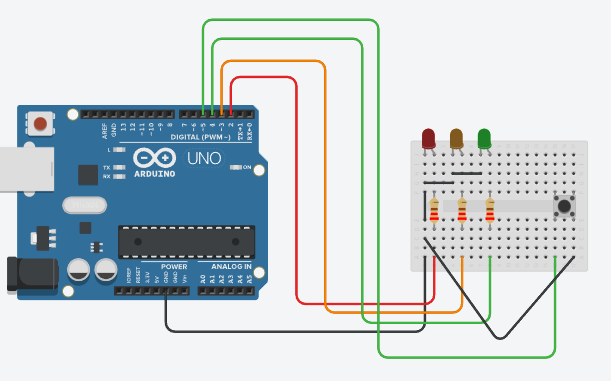 AREF
GND
13
12
~11
~10
~9
8
7
~6
~5
4
~3
2
TX→1
RX←0
DIGITAL (PWM~)
L
TX
RX
UNO
ARDUINO
ON
POWER
ANALOG IN
IOREF
RESET
3.3V
5V
GND
GND
Vin
A0
A1
A2
A3
A4
A5